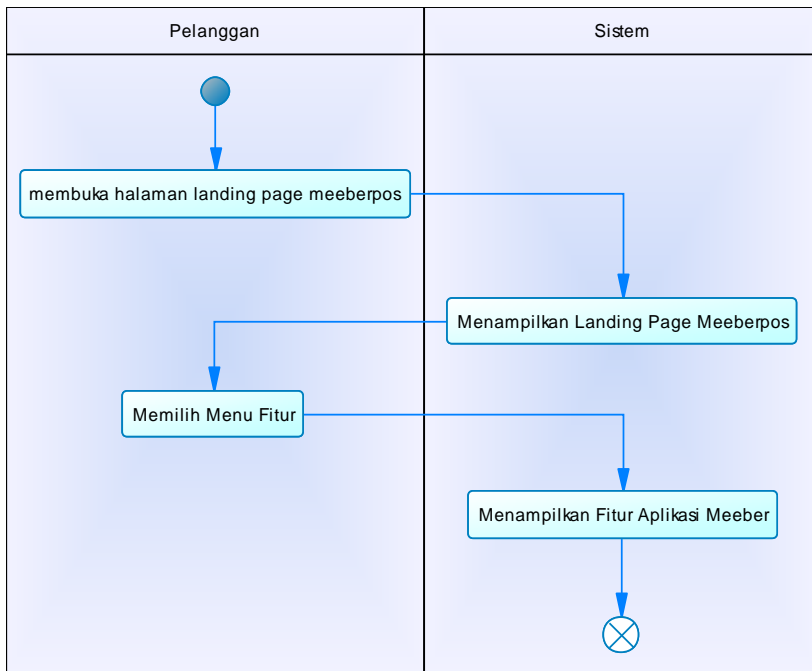 Pelanggan
Sistem
membuka halaman landing page meeberpos
Menampilkan Landing Page Meeberpos
Memilih Menu Fitur
Menampilkan Fitur Aplikasi Meeber